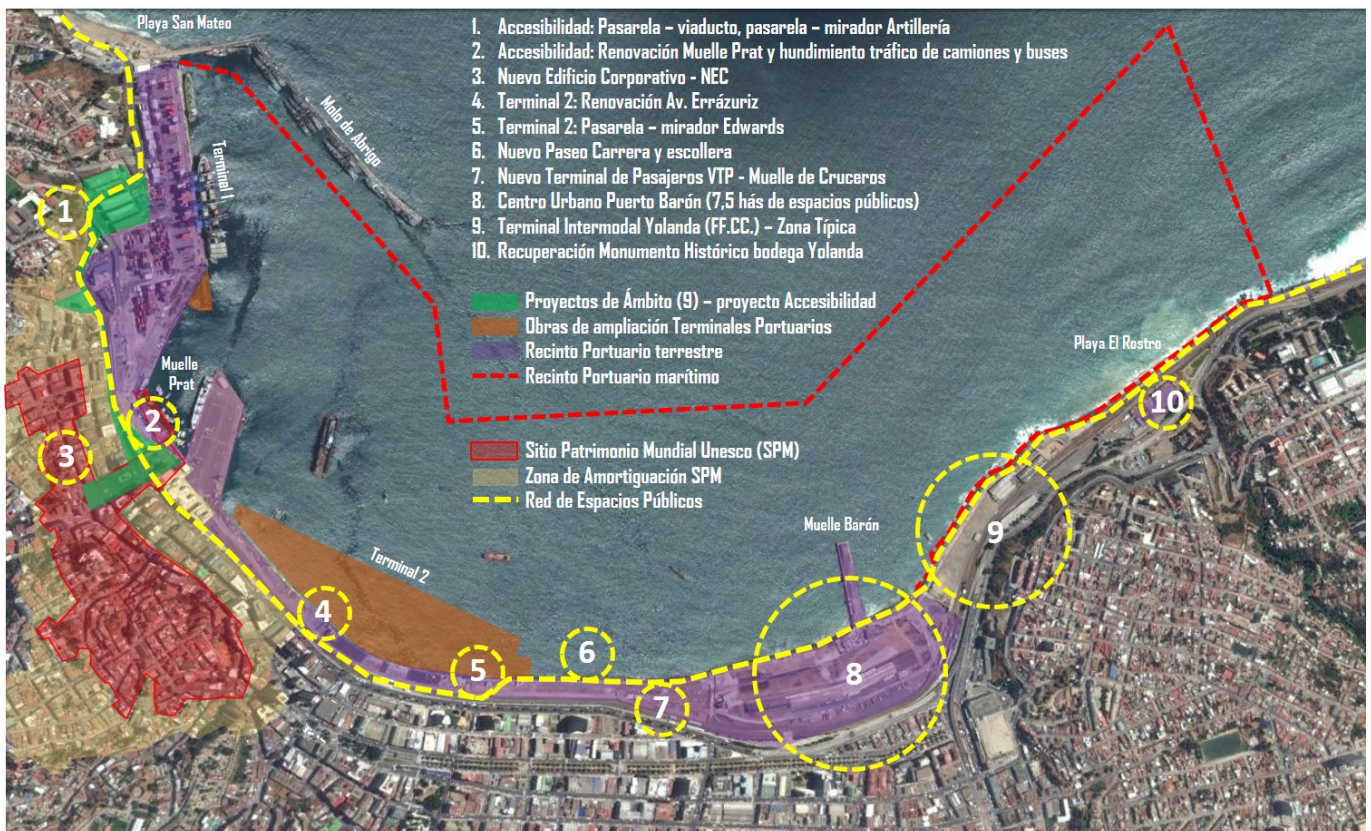 Playa San Mateo
1. Accesibilidad: Pasarela – viaducto, pasarela – mirador Artillería
2. Accesibilidad: Renovación Muelle Prat y hundimiento tráfico de camiones y buses
3. Nuevo Edificio Corporativo - NEC
4. Terminal 2: Renovación Av. Errázuriz
5. Terminal 2: Pasarela – mirador Edwards
6. Nuevo Paseo Carrera y escollera
7. Nuevo Terminal de Pasajeros VTP - Muelle de Cruceros
8. Centro Urbano Puerto Barón (7,5 hás de espacios públicos)
9. Terminal Intermodal Yolanda (FF.CC.) – Zona Típica
10. Recuperación Monumento Histórico bodega Yolanda
Proyectos de Ámbito (9) – proyecto Accesibilidad
Obras de ampliación Terminales Portuarios
Recinto Portuario terrestre
Recinto Portuario marítimo
Sitio Patrimonio Mundial Unesco (SPM)
Zona de Amortiguación SPM
Red de Espacios Públicos
Molo de Abrigo
Terminal 1
1
Muelle
Prat
2
3
Playa El Rostro
10
Muelle Barón
9
Terminal 2
4
5
6
7
8